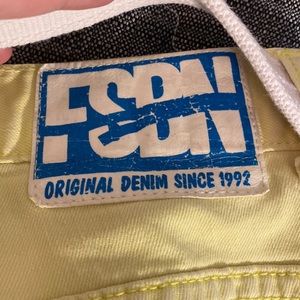 FSBN
ORIGINAL DENIM SINCE 1992